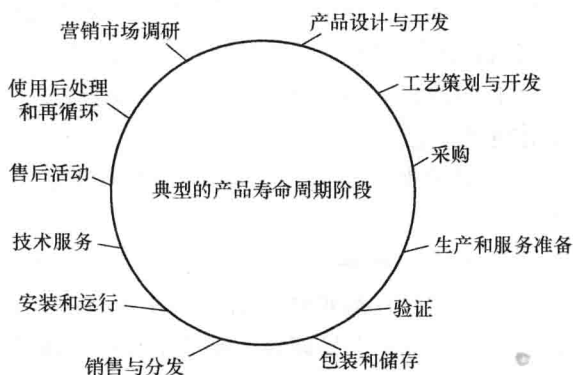 营销市场调研
产品设计与开发
使用后处理
和再循环
工艺策划与开发
采购
售后活动
典型的产品寿命周期阶段
技术服务
生产和服务准备
安装和运行
验证
销售与分发
包装和储存